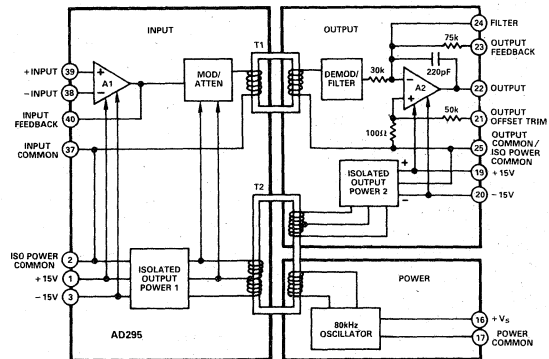 INPUT
39
+INPUT
A1
38
-INPUT
40
INPUT
FEEDBACK
37
INPUT
COMMON
MOD/
ATTEN
T1
T2
2
ISO POWER
COMMON
1
+15V
3
-15V
ISOLATED
OUTPUT
POWER 1
AD295
OUTPUT
DEMOD/
FILTER
30k
A2
220pF
75k
50k
100Ω
24
FILTER
23
OUTPUT
FEEDBACK
22
OUTPUT
21
OUTPUT
OFFSET TRIM
25
OUTPUT
COMMON/
ISO POWER
COMMON
19
+15V
20
-15V
ISOLATED
OUTPUT
POWER 2
+
−
POWER
80kHz
OSCILLATOR
16
+VS
17
POWER
COMMON